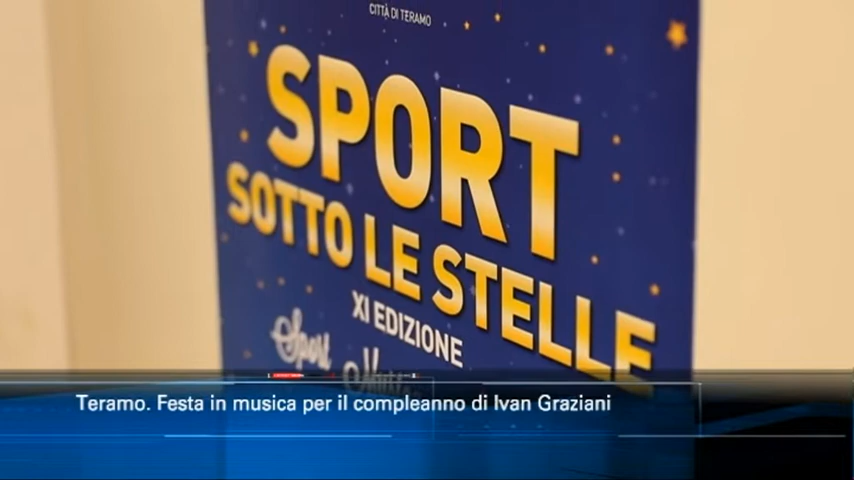 CITTÀ DI TERAMO
SPORT
SOTTO LE STELLE
XI EDIZIONE
Sport
Teramo. Festa in musica per il compleanno di Ivan Graziani